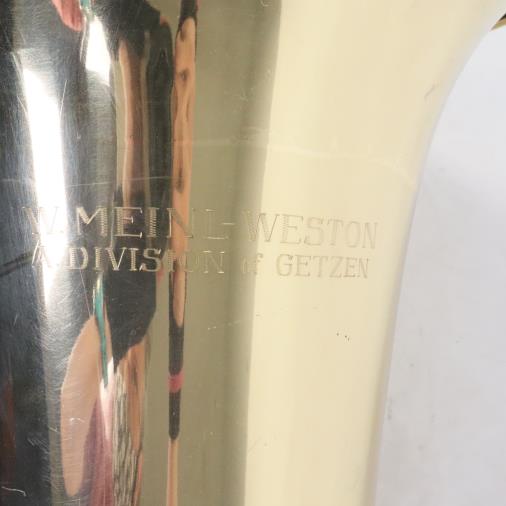 W. MEINL-WESTON
A DIVISION of GETZEN